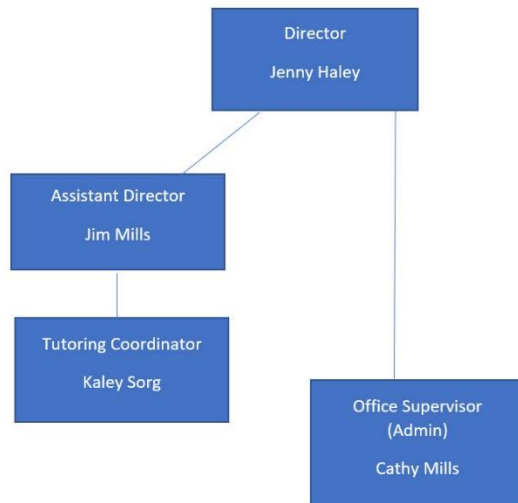 Director
Jenny Haley
Assistant Director
Jim Mills
Tutoring Coordinator
Kaley Sorg
Office Supervisor
(Admin)
Cathy Mills